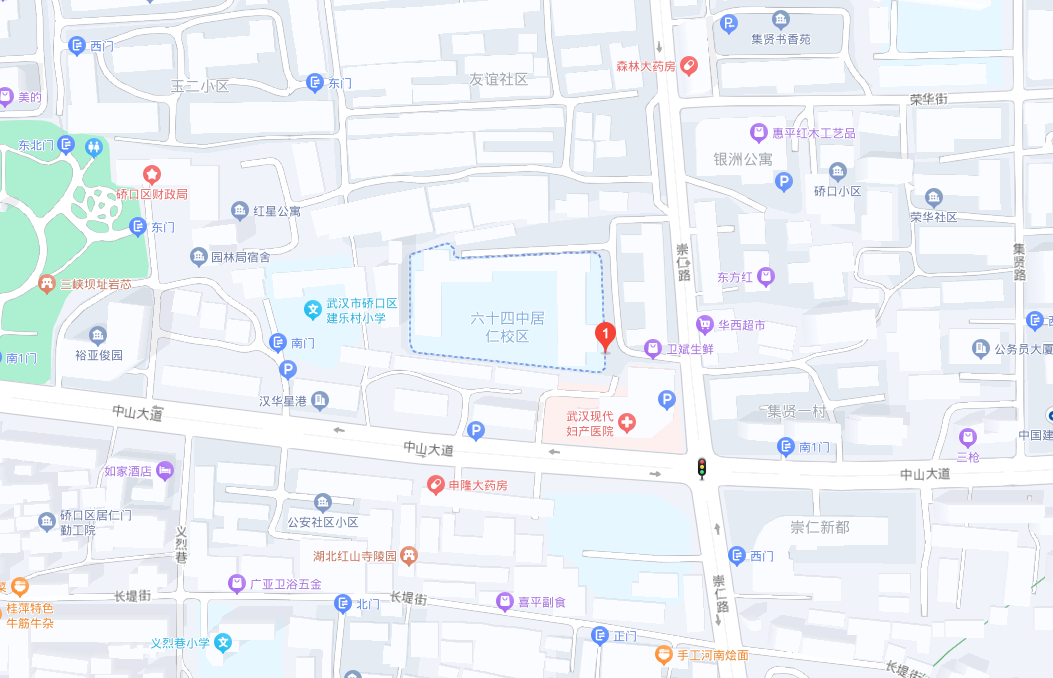 P
集贤书香苑
西门
森林大药房
友谊社区
玉二小区
东门
美的
荣华街
惠平红木工艺品
东北门
银洲公寓
P
硚口小区
硚口区财政局
荣华社区
红星公寓
东门
崇仁路
集贤路
园林局宿舍
东方红
三峡坝址岩芯
武汉市硚口区
建乐村小学
六十四中居
仁校区
1
华西超市
南门
卫斌生鲜
公务员大厦
西
裕亚俊园
南1门
P
汉华星港
P
中山大道
集贤一村
武汉现代
妇产医院
P
南1门
中国建
中山大道
三枪
如家酒店
中山大道
申隆大药房
硚口区居仁门
勤工院
公安社区小区
义烈巷
崇仁新都
湖北红山寺陵园
西门
广亚卫浴五金
崇仁路
菜
长堤街
北门
长堤街
喜平副食
桂萍特色
牛筋牛杂
义烈巷小学
正门
手工河南烩面
长堤街